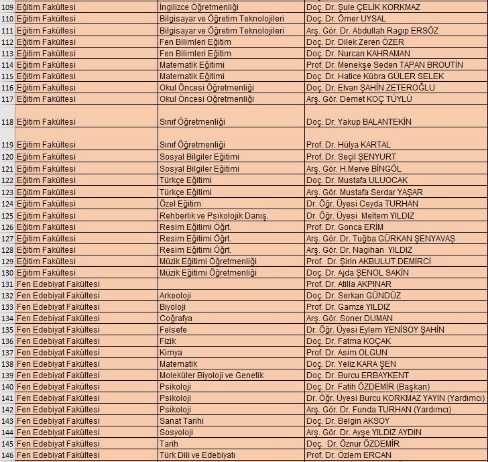 109 Eğitim Fakültesi İngilizce Öğretmenliği Doç. Dr. Şule ÇELİK KORKMAZ
110 Eğitim Fakültesi Bilgisayar ve Öğretim Teknolojileri Doç. Dr. Ömer UYSAL
111 Eğitim Fakültesi Bilgisayar ve Öğretim Teknolojileri Arş. Gör. Dr. Abdullah Ragıp ERSÖZ
112 Eğitim Fakültesi Fen Bilimleri Eğitim Doç. Dr. Dilek Zeren ÖZER
113 Eğitim Fakültesi Fen Bilimleri Eğitim Doç. Dr. Nurcan KAHRAMAN
114 Eğitim Fakültesi Matematik Eğitimi Prof. Dr. Menekşe Seden TAPAN BROUTİN
115 Eğitim Fakültesi Matematik Eğitimi Doç. Dr. Hatice Kübra GÜLER SELEK
116 Eğitim Fakültesi Okul Öncesi Öğretmenliği Doç. Dr. Elvan ŞAHİN ZETEROĞLU
117 Eğitim Fakültesi Okul Öncesi Öğretmenliği Arş. Gör. Demet KOÇ TÜYLÜ
118 Eğitim Fakültesi Sınıf Öğretmenliği Doç. Dr. Yakup BALANTEKİN
119 Eğitim Fakültesi Sınıf Öğretmenliği Prof. Dr. Hülya KARTAL
120 Eğitim Fakültesi Sosyal Bilgiler Eğitimi Prof. Dr. Seçil ŞENYURT
121 Eğitim Fakültesi Sosyal Bilgiler Eğitimi Arş. Gör. H.Merve BİNGÖL
122 Eğitim Fakültesi Türkçe Eğitimi Doç. Dr. Mustafa ULUOCAK
123 Eğitim Fakültesi Türkçe Eğitimi Arş. Gör. Mustafa Serdar YAŞAR
124 Eğitim Fakültesi Özel Eğitim Dr. Öğr. Üyesi Ceyda TURHAN
125 Eğitim Fakültesi Rehberlik ve Psikolojik Danış. Dr. Öğr. Üyesi Meltem YILDIZ
126 Eğitim Fakültesi Resim Eğitimi Öğrt. Prof. Dr. Gonca ERİM
127 Eğitim Fakültesi Resim Eğitimi Öğrt. Arş. Gör. Dr. Tuğba GÜRKAN ŞENYAVAŞ
128 Eğitim Fakültesi Resim Eğitimi Öğrt. Arş. Gör. Dr. Nagihan YILDIZ
129 Eğitim Fakültesi Müzik Eğitimi Öğretmenliği Prof. Dr. Şirin AKBULUT DEMİRCİ
130 Eğitim Fakültesi Müzik Eğitimi Öğretmenliği Doç. Dr. Ajda ŞENOL SAKİN
131 Fen Edebiyat Fakültesi Prof. Dr. Atilla AKPINAR
132 Fen Edebiyat Fakültesi Arkeoloji Doç. Dr. Serkan GÜNDÜZ
133 Fen Edebiyat Fakültesi Biyoloji Prof. Dr. Gamze YILDIZ
134 Fen Edebiyat Fakültesi Coğrafya Arş. Gör. Soner DUMAN
135 Fen Edebiyat Fakültesi Felsefe Dr. Öğr. Üyesi Eylem YENİSOY ŞAHİN
136 Fen Edebiyat Fakültesi Fizik Doç. Dr. Fatma KOÇAK
137 Fen Edebiyat Fakültesi Kimya Prof. Dr. Asim OLGUN
138 Fen Edebiyat Fakültesi Matematik Doç. Dr. Yeliz KARA ŞEN
139 Fen Edebiyat Fakültesi Moleküler Biyoloji ve Genetik Doç. Dr. Burcu ERBAYKENT
140 Fen Edebiyat Fakültesi Psikoloji Doç. Dr. Fatih ÖZDEMİR (Başkan)
141 Fen Edebiyat Fakültesi Psikoloji Dr. Öğr. Üyesi Burcu KORKMAZ YAYIN (Yardımcı)
142 Fen Edebiyat Fakültesi Psikoloji Arş. Gör. Dr. Funda TURHAN (Yardımcı)
143 Fen Edebiyat Fakültesi Sanat Tarihi Doç. Dr. Belgin AKSOY
144 Fen Edebiyat Fakültesi Sosyoloji Arş. Gör. Dr. Ayşe YILDIZ AYDIN
145 Fen Edebiyat Fakültesi Tarih Doç. Dr. Öznur ÖZDEMİR
146 Fen Edebiyat Fakültesi Türk Dili ve Edebiyatı Prof. Dr. Özlem ERCAN